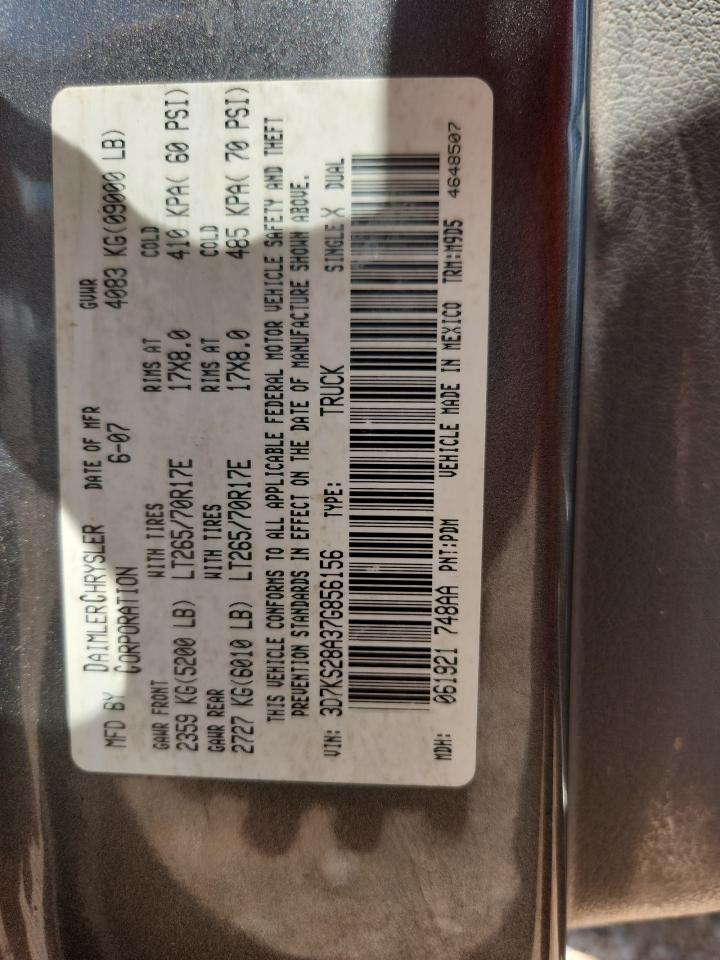 MFD BY DAIMLERCHRYSLER CORPORATION DATE OF MFR 6-07 GVWR 4083 KG(09000 LB)
GAWR FRONT WITH TIRES RIMS AT COLD
2359 KG(5200 LB) LT265/70R17E 17X8.0 410 KPA( 60 PSI)
GAWR REAR WITH TIRES RIMS AT COLD
2727 KG(6010 LB) LT265/70R17E 17X8.0 485 KPA( 70 PSI)
THIS VEHICLE CONFORMS TO ALL APPLICABLE FEDERAL MOTOR VEHICLE SAFETY AND THEFT
PREVENTION STANDARDS IN EFFECT ON THE DATE OF MANUFACTURE SHOWN ABOVE.
VIN: 3D7KS28A37G856156 TYPE: TRUCK SINGLE X DUAL
MDH: 061921 748AA PNT:PDM VEHICLE MADE IN MEXICO TRM:M9D5 4648507